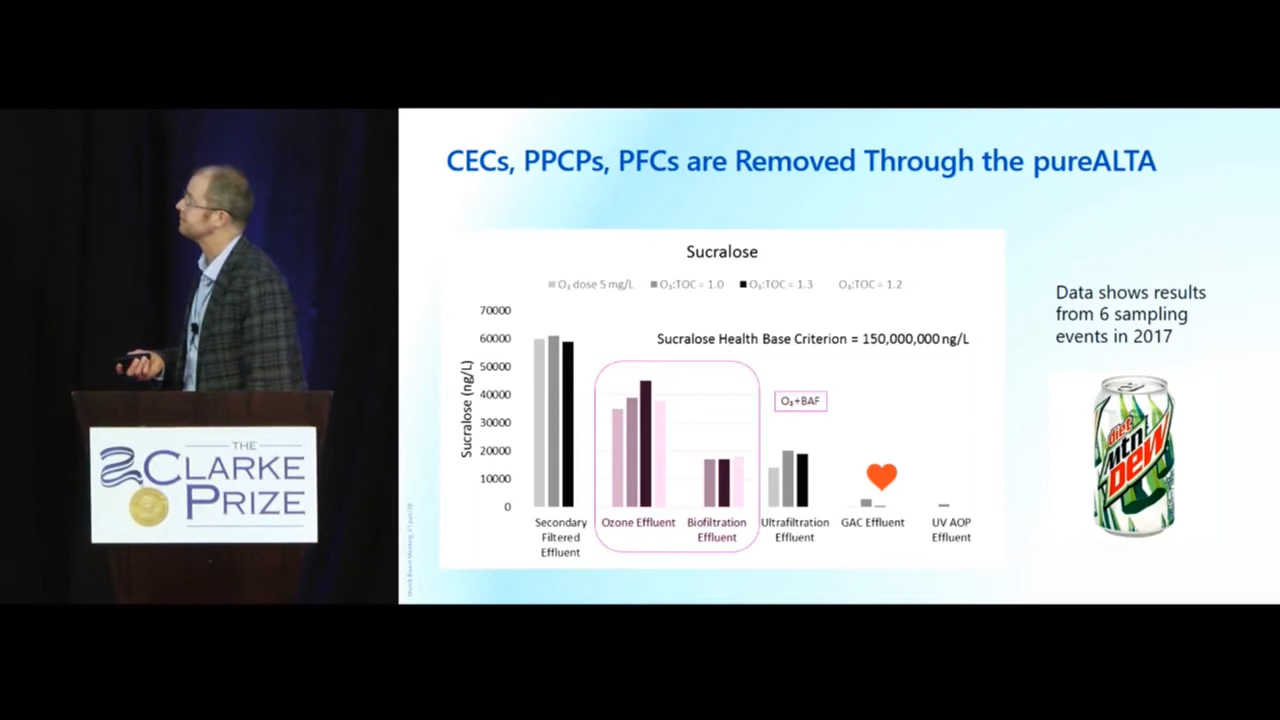 CECs, PPCPs, PFCs are Removed Through the pureALTA
Sucralose
O₃ dose 5 mg/L
O₃:TOC = 1.0
O₃:TOC = 1.3
O₃:TOC = 1.2
Sucralose Health Base Criterion = 150,000,000 ng/L
Sucralose (ng/L)
70000
60000
50000
40000
30000
20000
10000
0
O₃+BAF
Secondary
Filtered
Effluent
Ozone Effluent
Biofiltration
Effluent
Ultrafiltration
Effluent
GAC Effluent
UV AOP
Effluent
Data shows results
from 6 sampling
events in 2017
diet
Mtn
DEW
THE
CLARKE
PRIZE